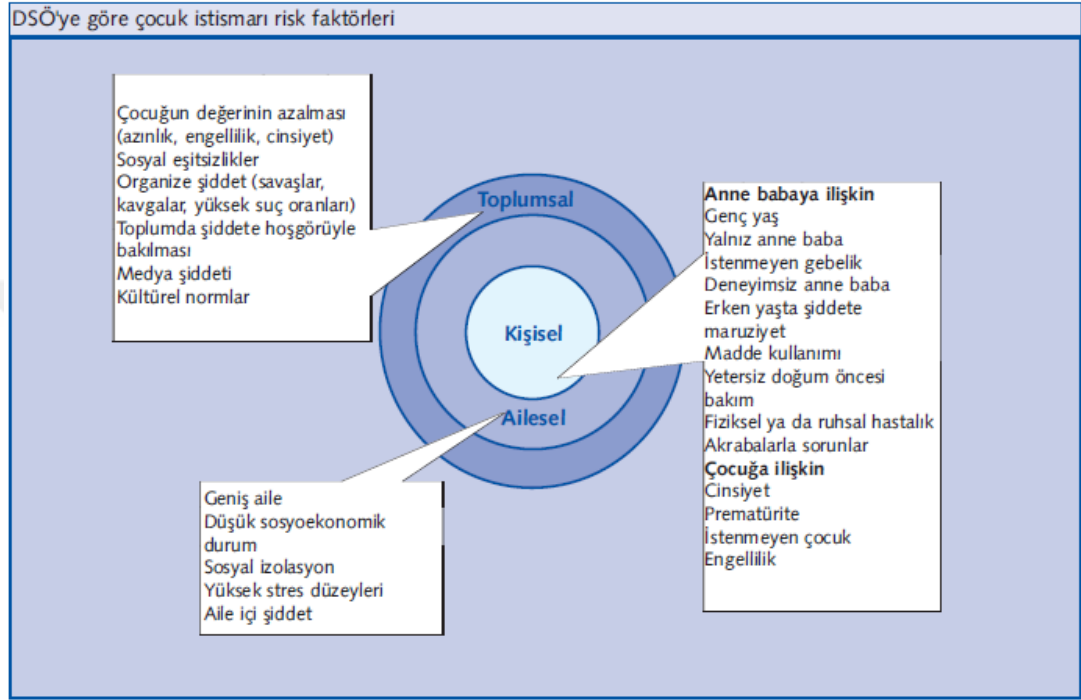 DSÖ'ye göre çocuk istismarı risk faktörleri
Çocuğun değerinin azalması
(azınlık, engellilik, cinsiyet)
Sosyal eşitsizlikler
Organize şiddet (savaşlar,
kavgalar, yüksek suç oranları)
Toplumda şiddete hoşgörüyle
bakılması
Medya şiddeti
Kültürel normlar
Toplumsal
Kişisel
Ailesel
Anne babaya ilişkin
Genç yaş
Yalnız anne baba
İstenmeyen gebelik
Deneyimsiz anne baba
Erken yaşta şiddete
maruziyet
Madde kullanımı
Yetersiz doğum öncesi
bakım
Fiziksel ya da ruhsal hastalık
Akrabalarla sorunlar
Çocuğa ilişkin
Cinsiyet
Prematürite
İstenmeyen çocuk
Engellilik
Geniş aile
Düşük sosyoekonomik
durum
Sosyal izolasyon
Yüksek stres düzeyleri
Aile içi şiddet